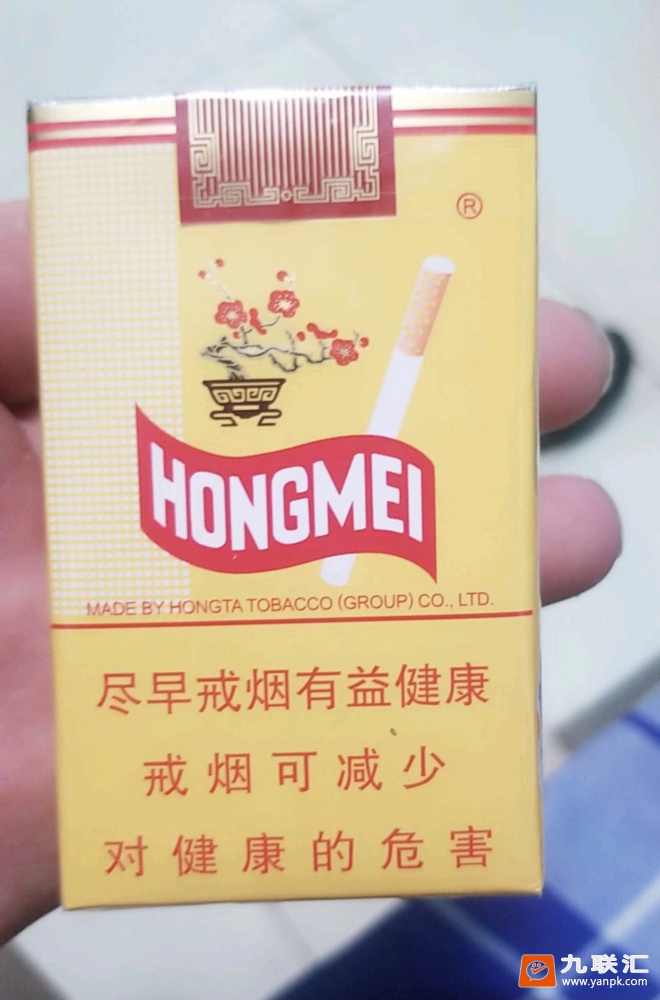 ®
HONGMEI
MADE BY HONGTA TOBACCO (GROUP) CO., LTD.
尽早戒烟有益健康
戒烟可减少
对健康的危害
九联汇
www.yanpk.com